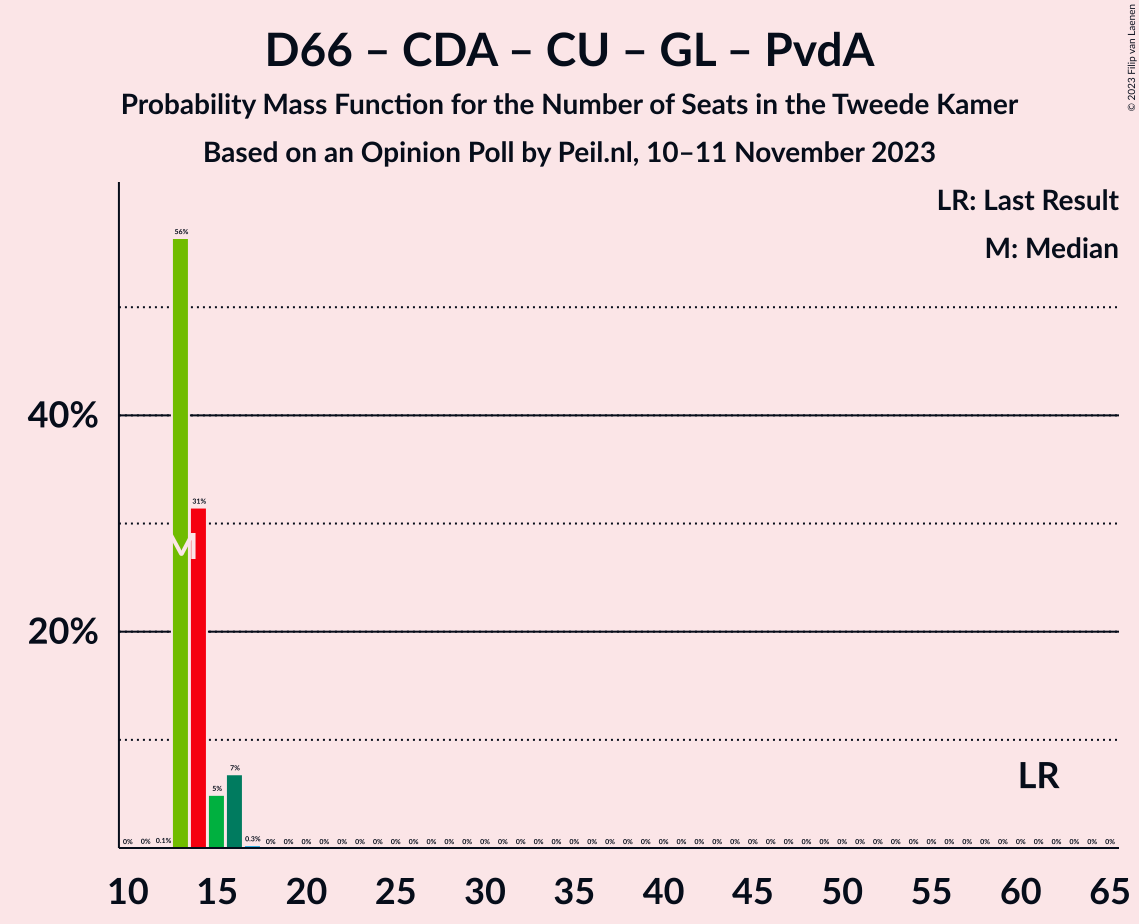 D66 – CDA – CU – GL – PvdA
Probability Mass Function for the Number of Seats in the Tweede Kamer
Based on an Opinion Poll by Peil.nl, 10–11 November 2023
© 2023 Filip van Laenen
LR: Last Result
M: Median
56%
40%
31%
M
20%
7%
LR
5%
0% 0% 0.1% 0.3% 0% 0% 0% 0% 0% 0% 0% 0% 0% 0% 0% 0% 0% 0% 0% 0% 0% 0% 0% 0% 0% 0% 0% 0% 0% 0% 0% 0% 0% 0% 0% 0% 0% 0% 0% 0% 0% 0% 0% 0% 0% 0% 0% 0% 0% 0% 0% 0%
10 15 20 25 30 35 40 45 50 55 60 65